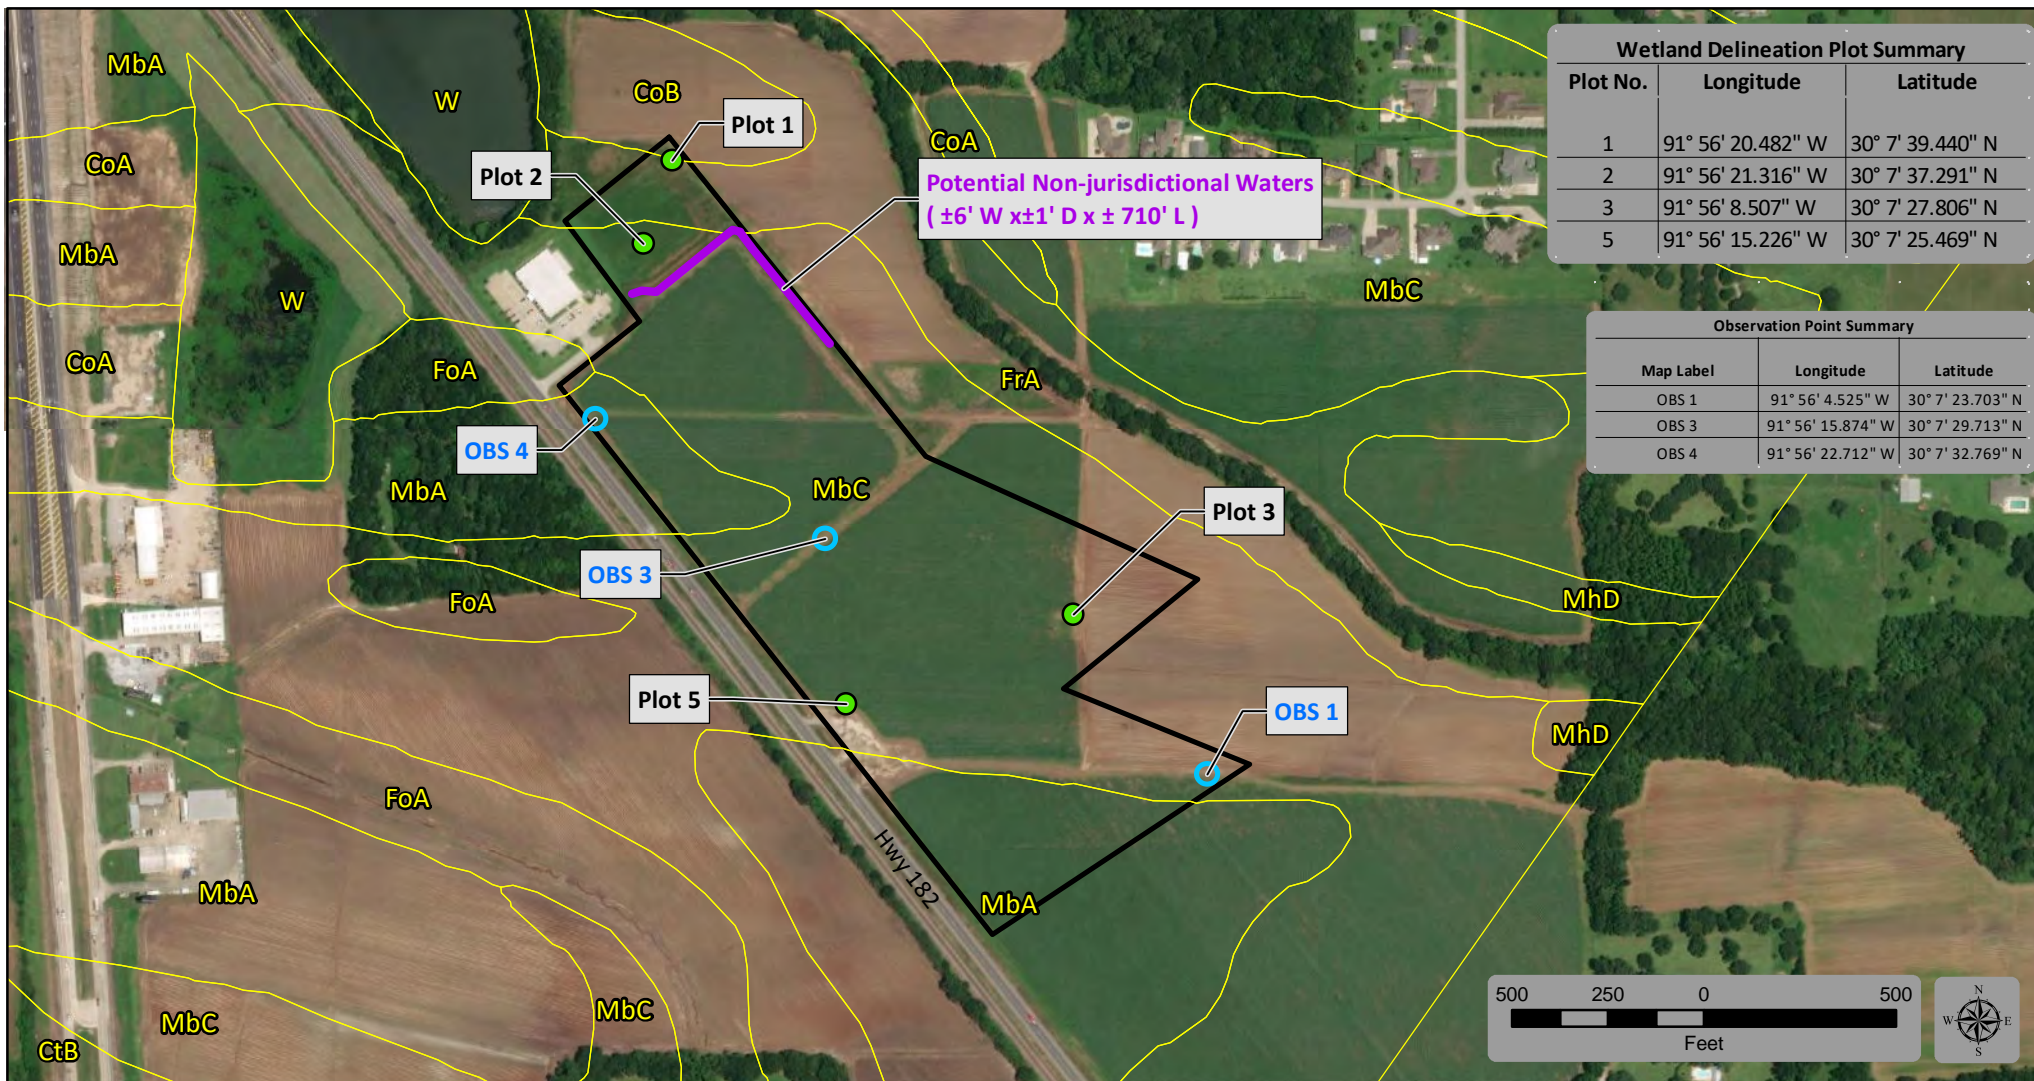 Wetland Delineation Plot Summary
Plot No. Longitude Latitude
1 91° 56' 20.482" W 30° 7' 39.440" N
2 91° 56' 21.316" W 30° 7' 37.291" N
3 91° 56' 8.507" W 30° 7' 27.806" N
5 91° 56' 15.226" W 30° 7' 25.469" N
Observation Point Summary
Map Label Longitude Latitude
OBS 1 91° 56' 4.525" W 30° 7' 23.703" N
OBS 3 91° 56' 15.874" W 30° 7' 29.713" N
OBS 4 91° 56' 22.712" W 30° 7' 32.769" N
MbA
W
CoB
Plot 1
CoA
CoA
Plot 2
Potential Non-jurisdictional Waters
( ±6' W x±1' D x ± 710' L )
MbA
W
MbC
CoA
FoA
FrA
OBS 4
MbA
MbC
Plot 3
OBS 3
FoA
MhD
Plot 5
OBS 1
MhD
FoA
Hwy 182
MbA
MbA
MbC
MbC
CtB
500 250 0 500
Feet
N
W E
S